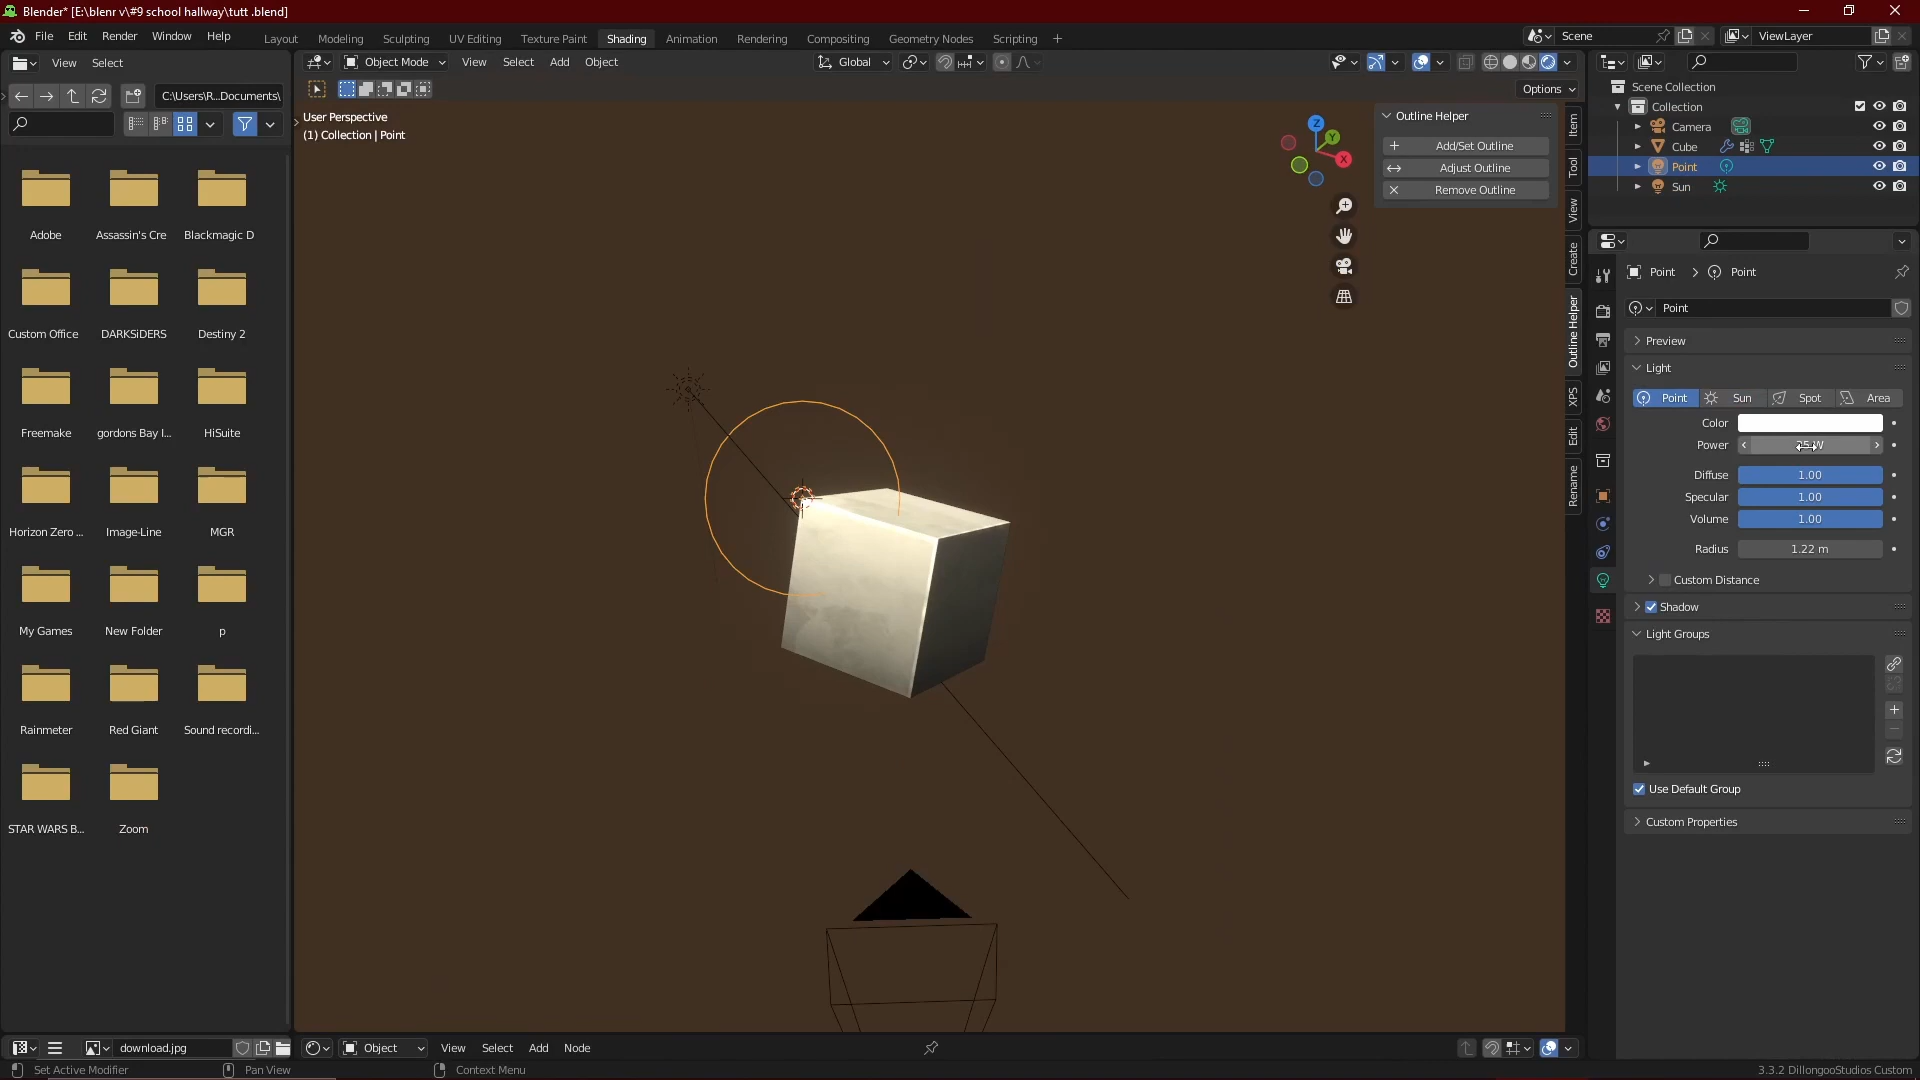 Blender* [E:\blenr v\#9 school hallway\tutt .blend]
File Edit Render Window Help
Layout Modeling Sculpting UV Editing Texture Paint Shading Animation Rendering Compositing Geometry Nodes Scripting +
Scene
ViewLayer
View Select
C:\Users\R...Documents\
Adobe
Assassin's Cre
Blackmagic D
Custom Office
DARKSiDERS
Destiny 2
Freemake
gordons Bay I...
HiSuite
Horizon Zero ...
Image-Line
MGR
My Games
New Folder
p
Rainmeter
Red Giant
Sound recordi...
STAR WARS B...
Zoom
Object Mode View Select Add Object
Global
Options
User Perspective
(1) Collection | Point
Z
Y
X
Outline Helper
Add/Set Outline
Adjust Outline
Remove Outline
Item
Tool
View
Create
Outline Helper
XPS
Edit
Rename
Scene Collection
Collection
Camera
Cube
Point
Sun
Point > Point
Point
Preview
Light
Point Sun Spot Area
Color
Power
Diffuse 1.00
Specular 1.00
Volume 1.00
Radius 1.22 m
Custom Distance
Shadow
Light Groups
Use Default Group
Custom Properties
download.jpg
Object View Select Add Node
Set Active Modifier
Pan View
Context Menu
3.3.2 DillongooStudios Custom